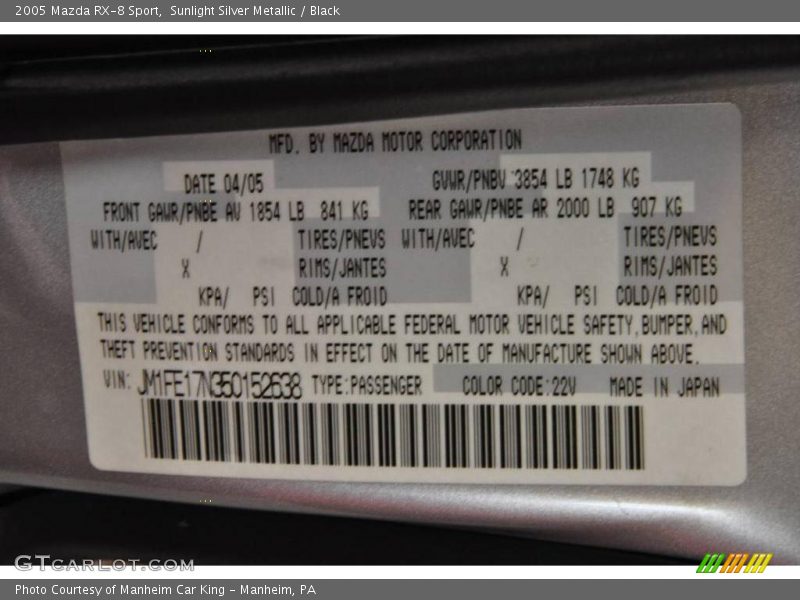 2005 Mazda RX-8 Sport,  Sunlight Silver Metallic / Black
MFD. BY MAZDA MOTOR CORPORATION
DATE 04/05 GVWR/PNBV 3854 LB 1748 KG
FRONT GAWR/PNBE AV 1854 LB 841 KG REAR GAWR/PNBE AR 2000 LB 907 KG
WITH/AVEC / TIRES/PNEUS WITH/AVEC / TIRES/PNEUS
X RIMS/JANTES X RIMS/JANTES
KPA/ PSI COLD/A FROID KPA/ PSI COLD/A FROID
THIS VEHICLE CONFORMS TO ALL APPLICABLE FEDERAL MOTOR VEHICLE SAFETY, BUMPER, AND
THEFT PREVENTION STANDARDS IN EFFECT ON THE DATE OF MANUFACTURE SHOWN ABOVE.
VIN: JM1FE17N350152638 TYPE:PASSENGER COLOR CODE:22V MADE IN JAPAN
GTCARLOT.COM
Photo Courtesy of Manheim Car King - Manheim, PA